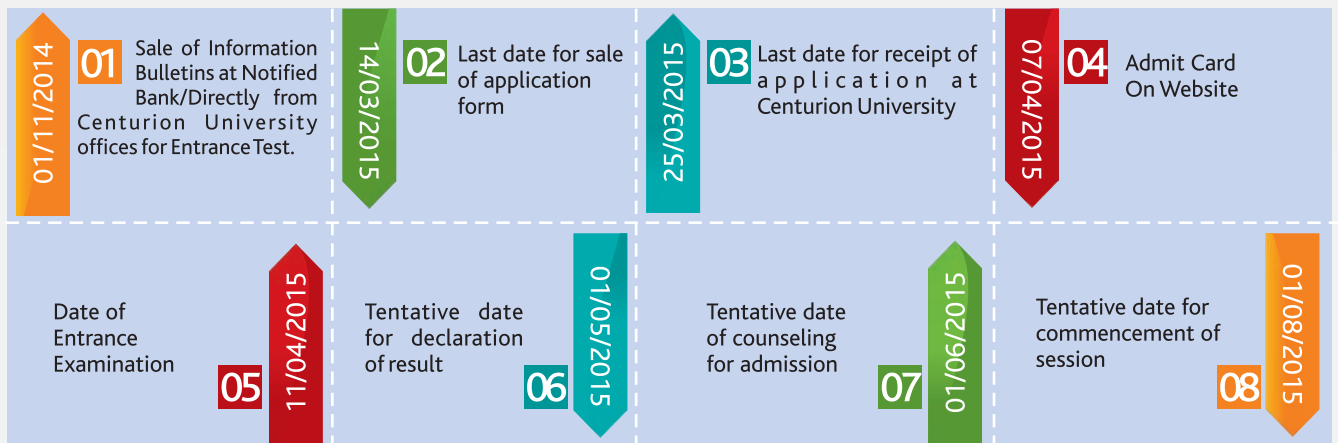 01/11/2014
01
Sale of Information
Bulletins at Notified
Bank/Directly from
Centurion University
offices for Entrance Test.
14/03/2015
02
Last date for sale
of application
form
25/03/2015
03
Last date for receipt of
application at
Centurion University
07/04/2015
04
Admit Card
On Website
Date of
Entrance
Examination
05
11/04/2015
Tentative date
for declaration
of result
06
01/05/2015
Tentative date
of counseling
for admission
07
01/06/2015
Tentative date for
commencement of
session
08
01/08/2015